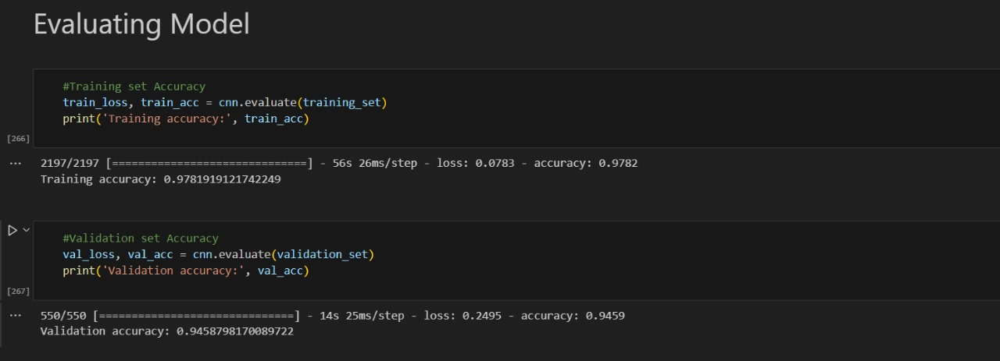 Evaluating Model
#Training set Accuracy
train_loss, train_acc = cnn.evaluate(training_set)
print('Training accuracy:', train_acc)
[266]
2197/2197 [==============================] - 56s 26ms/step - loss: 0.0783 - accuracy: 0.9782
Training accuracy: 0.9781919121742249
#Validation set Accuracy
val_loss, val_acc = cnn.evaluate(validation_set)
print('Validation accuracy:', val_acc)
[267]
550/550 [==============================] - 14s 25ms/step - loss: 0.2495 - accuracy: 0.9459
Validation accuracy: 0.9458798170089722